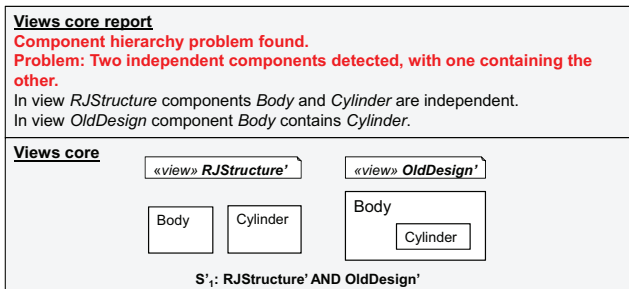 Views core report
Component hierarchy problem found.
Problem: Two independent components detected, with one containing the
other.
In view RJStructure components Body and Cylinder are independent.
In view OldDesign component Body contains Cylinder.
Views core
«view» RJStructure’
«view» OldDesign’
Body
Cylinder
Body
Cylinder
S’1: RJStructure’ AND OldDesign’